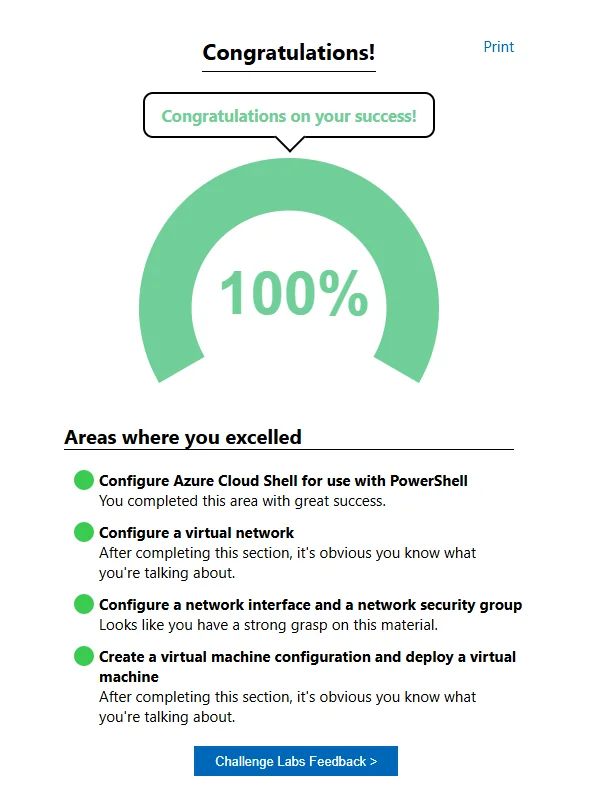 Congratulations!
Print
Congratulations on your success!
100%
Areas where you excelled
Configure Azure Cloud Shell for use with PowerShell
You completed this area with great success.
Configure a virtual network
After completing this section, it's obvious you know what
you're talking about.
Configure a network interface and a network security group
Looks like you have a strong grasp on this material.
Create a virtual machine configuration and deploy a virtual
machine
After completing this section, it's obvious you know what
you're talking about.
Challenge Labs Feedback >